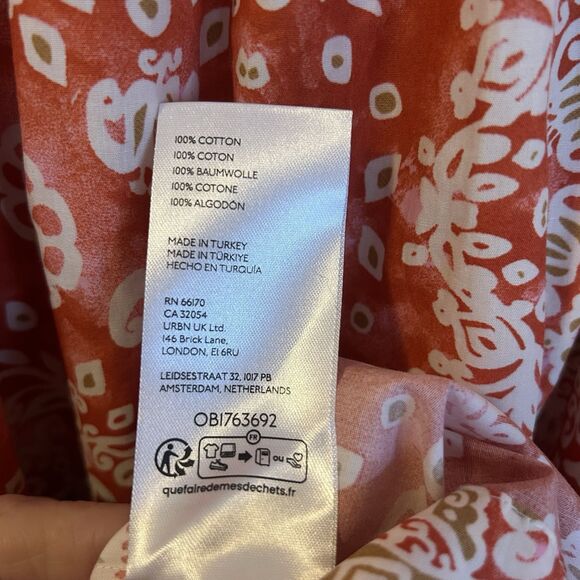 100% COTTON
100% COTON
100% BAUMWOLLE
100% COTONE
100% ALGODÓN
MADE IN TURKEY
MADE IN TÜRKIYE
HECHO EN TURQUÍA
RN 66170
CA 32054
URBN UK Ltd.
146 Brick Lane,
LONDON, E1 6RU
LEIDSESTRAAT 32, 1017 PB
AMSTERDAM, NETHERLANDS
OB1763692
FR
OU
quefairedemesdechets.fr